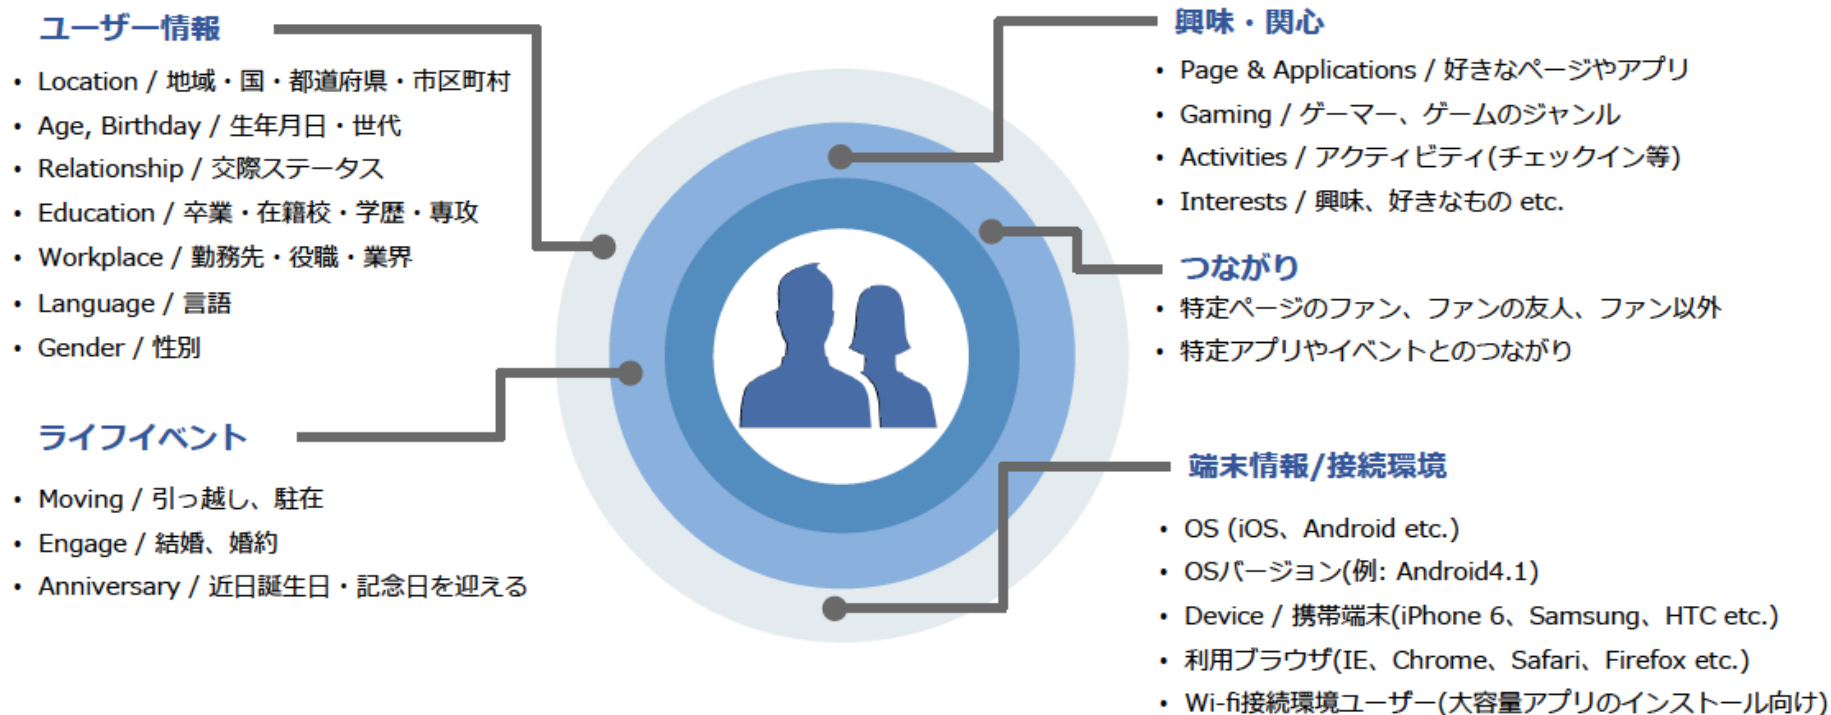 ユーザー情報
・ Location / 地域・国・都道府県・市区町村
・ Age, Birthday / 生年月日・世代
・ Relationship / 交際ステータス
・ Education / 卒業・在籍校・学歴・専攻
・ Workplace / 勤務先・役職・業界
・ Language / 言語
・ Gender / 性別
ライフイベント
・ Moving / 引っ越し、駐在
・ Engage / 結婚、婚約
・ Anniversary / 近日誕生日・記念日を迎える
興味・関心
・ Page & Applications / 好きなページやアプリ
・ Gaming / ゲーマー、ゲームのジャンル
・ Activities / アクティビティ(チェックイン等)
・ Interests / 興味、好きなもの etc.
つながり
・ 特定ページのファン、ファンの友人、ファン以外
・ 特定アプリやイベントとのつながり
端末情報/接続環境
・ OS (iOS、Android etc.)
・ OSバージョン(例: Android4.1)
・ Device / 携帯端末(iPhone 6、Samsung、HTC etc.)
・ 利用ブラウザ(IE、Chrome、Safari、Firefox etc.)
・ Wi-fi接続環境ユーザー(大容量アプリのインストール向け)